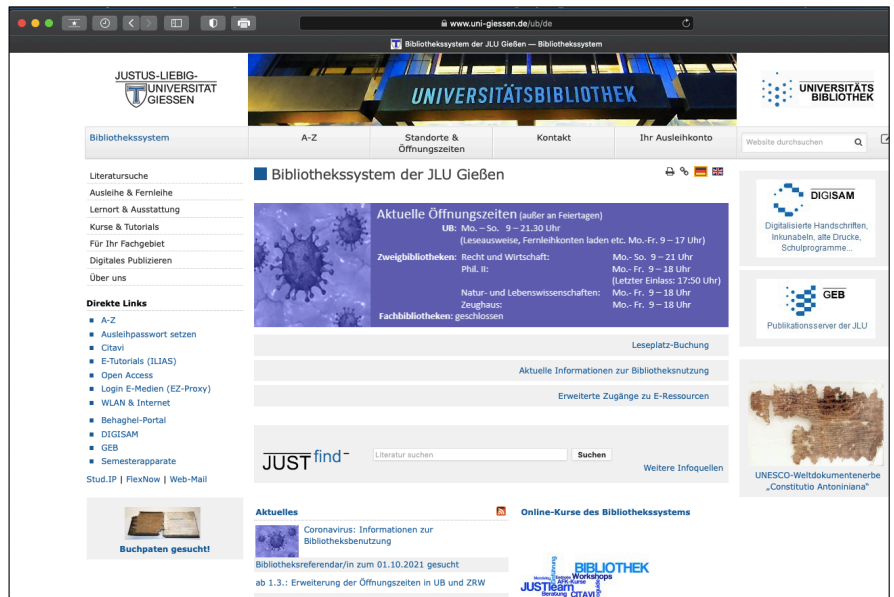 www.uni-giessen.de/ub/de
Bibliothekssystem der JLU Gießen — Bibliothekssystem
JUSTUS-LIEBIG-
UNIVERSITÄT
GIESSEN
UNIVERSITÄTSBIBLIOTHEK
UNIVERSITÄTS
BIBLIOTHEK
Bibliothekssystem
A-Z
Standorte &
Öffnungszeiten
Kontakt
Ihr Ausleihkonto
Website durchsuchen
Literatursuche
Ausleihe & Fernleihe
Lernort & Ausstattung
Kurse & Tutorials
Für Ihr Fachgebiet
Digitales Publizieren
Über uns
Direkte Links
A-Z
Ausleihpasswort setzen
Citavi
E-Tutorials (ILIAS)
Open Access
Login E-Medien (EZ-Proxy)
WLAN & Internet
Behaghel-Portal
DIGISAM
GEB
Semesterapparate
Stud.IP | FlexNow | Web-Mail
Buchpaten gesucht!
Bibliothekssystem der JLU Gießen
Aktuelle Öffnungszeiten (außer an Feiertagen)
UB: Mo. – So. 9 – 21.30 Uhr
(Leseausweise, Fernleihkonten laden etc. Mo.-Fr. 9 – 17 Uhr)
Zweigbibliotheken: Recht und Wirtschaft: Mo.- So. 9 – 21 Uhr
Phil. II: Mo.- Fr. 9 – 18 Uhr
(Letzter Einlass: 17:50 Uhr)
Natur- und Lebenswissenschaften: Mo.- Fr. 9 – 18 Uhr
Zeughaus: Mo.- Fr. 9 – 18 Uhr
Fachbibliotheken: geschlossen
Leseplatz-Buchung
Aktuelle Informationen zur Bibliotheksnutzung
Erweiterte Zugänge zu E-Ressourcen
JUST find-
Literatur suchen
Suchen
Weitere Infoquellen
Aktuelles
Coronavirus: Informationen zur
Bibliotheksbenutzung
Bibliotheksreferendar/in zum 01.10.2021 gesucht
ab 1.3.: Erweiterung der Öffnungszeiten in UB und ZRW
Online-Kurse des Bibliothekssystems
BIBLIOTHEK
Workshops
AFK-Kurse
JUSTlearn
Beratung CITAVI
DIGISAM
Digitalisierte Handschriften,
Inkunabeln, alte Drucke,
Schulprogramme...
GEB
Publikationsserver der JLU
UNESCO-Weltdokumentenerbe
„Constitutio Antoniniana“